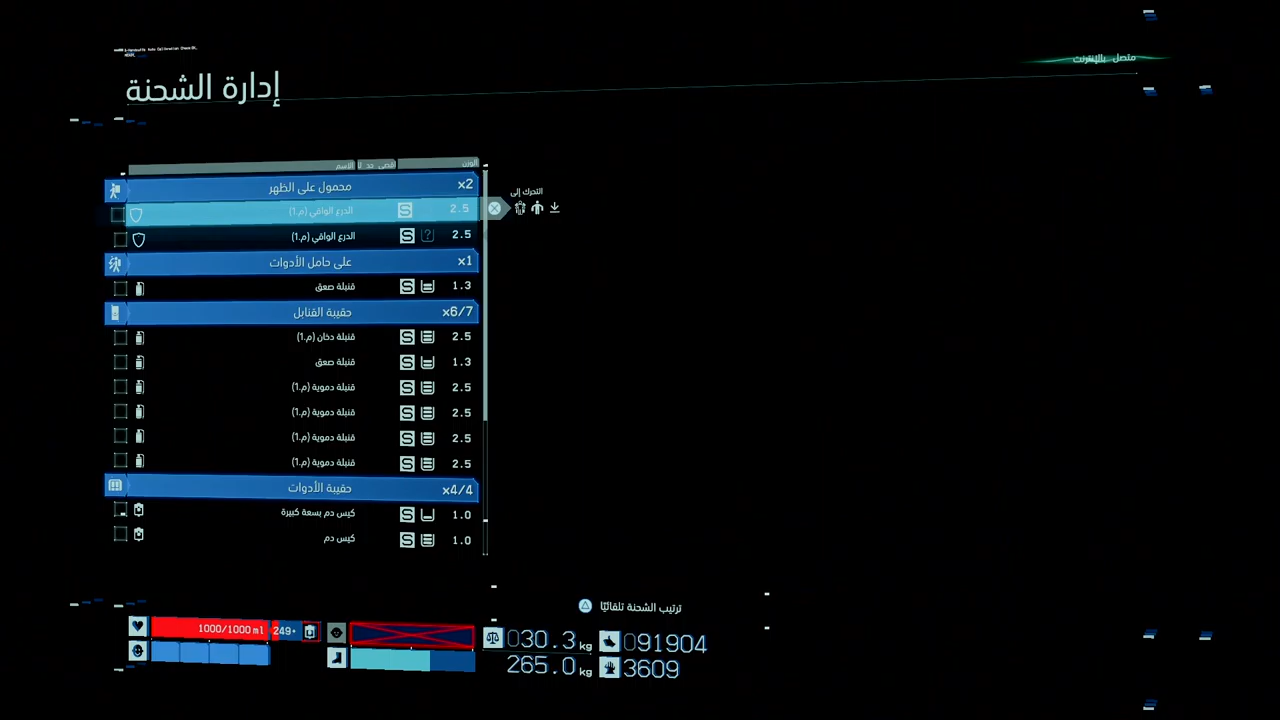 متصل بالإنترنت
إدارة الشحنة
الاسم الوزن
محمول على الظهر x2
الدرع الواقي (م.1) S 2.5
التحرك إلى
الدرع الواقي (م.1) S ? 2.5
على حامل الأدوات x1
قنبلة صعق S 1.3
حقيبة القنابل x6/7
قنبلة دخان (م.1) S 2.5
قنبلة صعق S 1.3
قنبلة دموية (م.1) S 2.5
قنبلة دموية (م.1) S 2.5
قنبلة دموية (م.1) S 2.5
قنبلة دموية (م.1) S 2.5
حقيبة الأدوات x4/4
كيس دم بسعة كبيرة S 1.0
كيس دم S 1.0
ترتيب الشحنة تلقائيًا
1000/1000 ml 249+
030.3 kg 091904
265.0 kg 3609